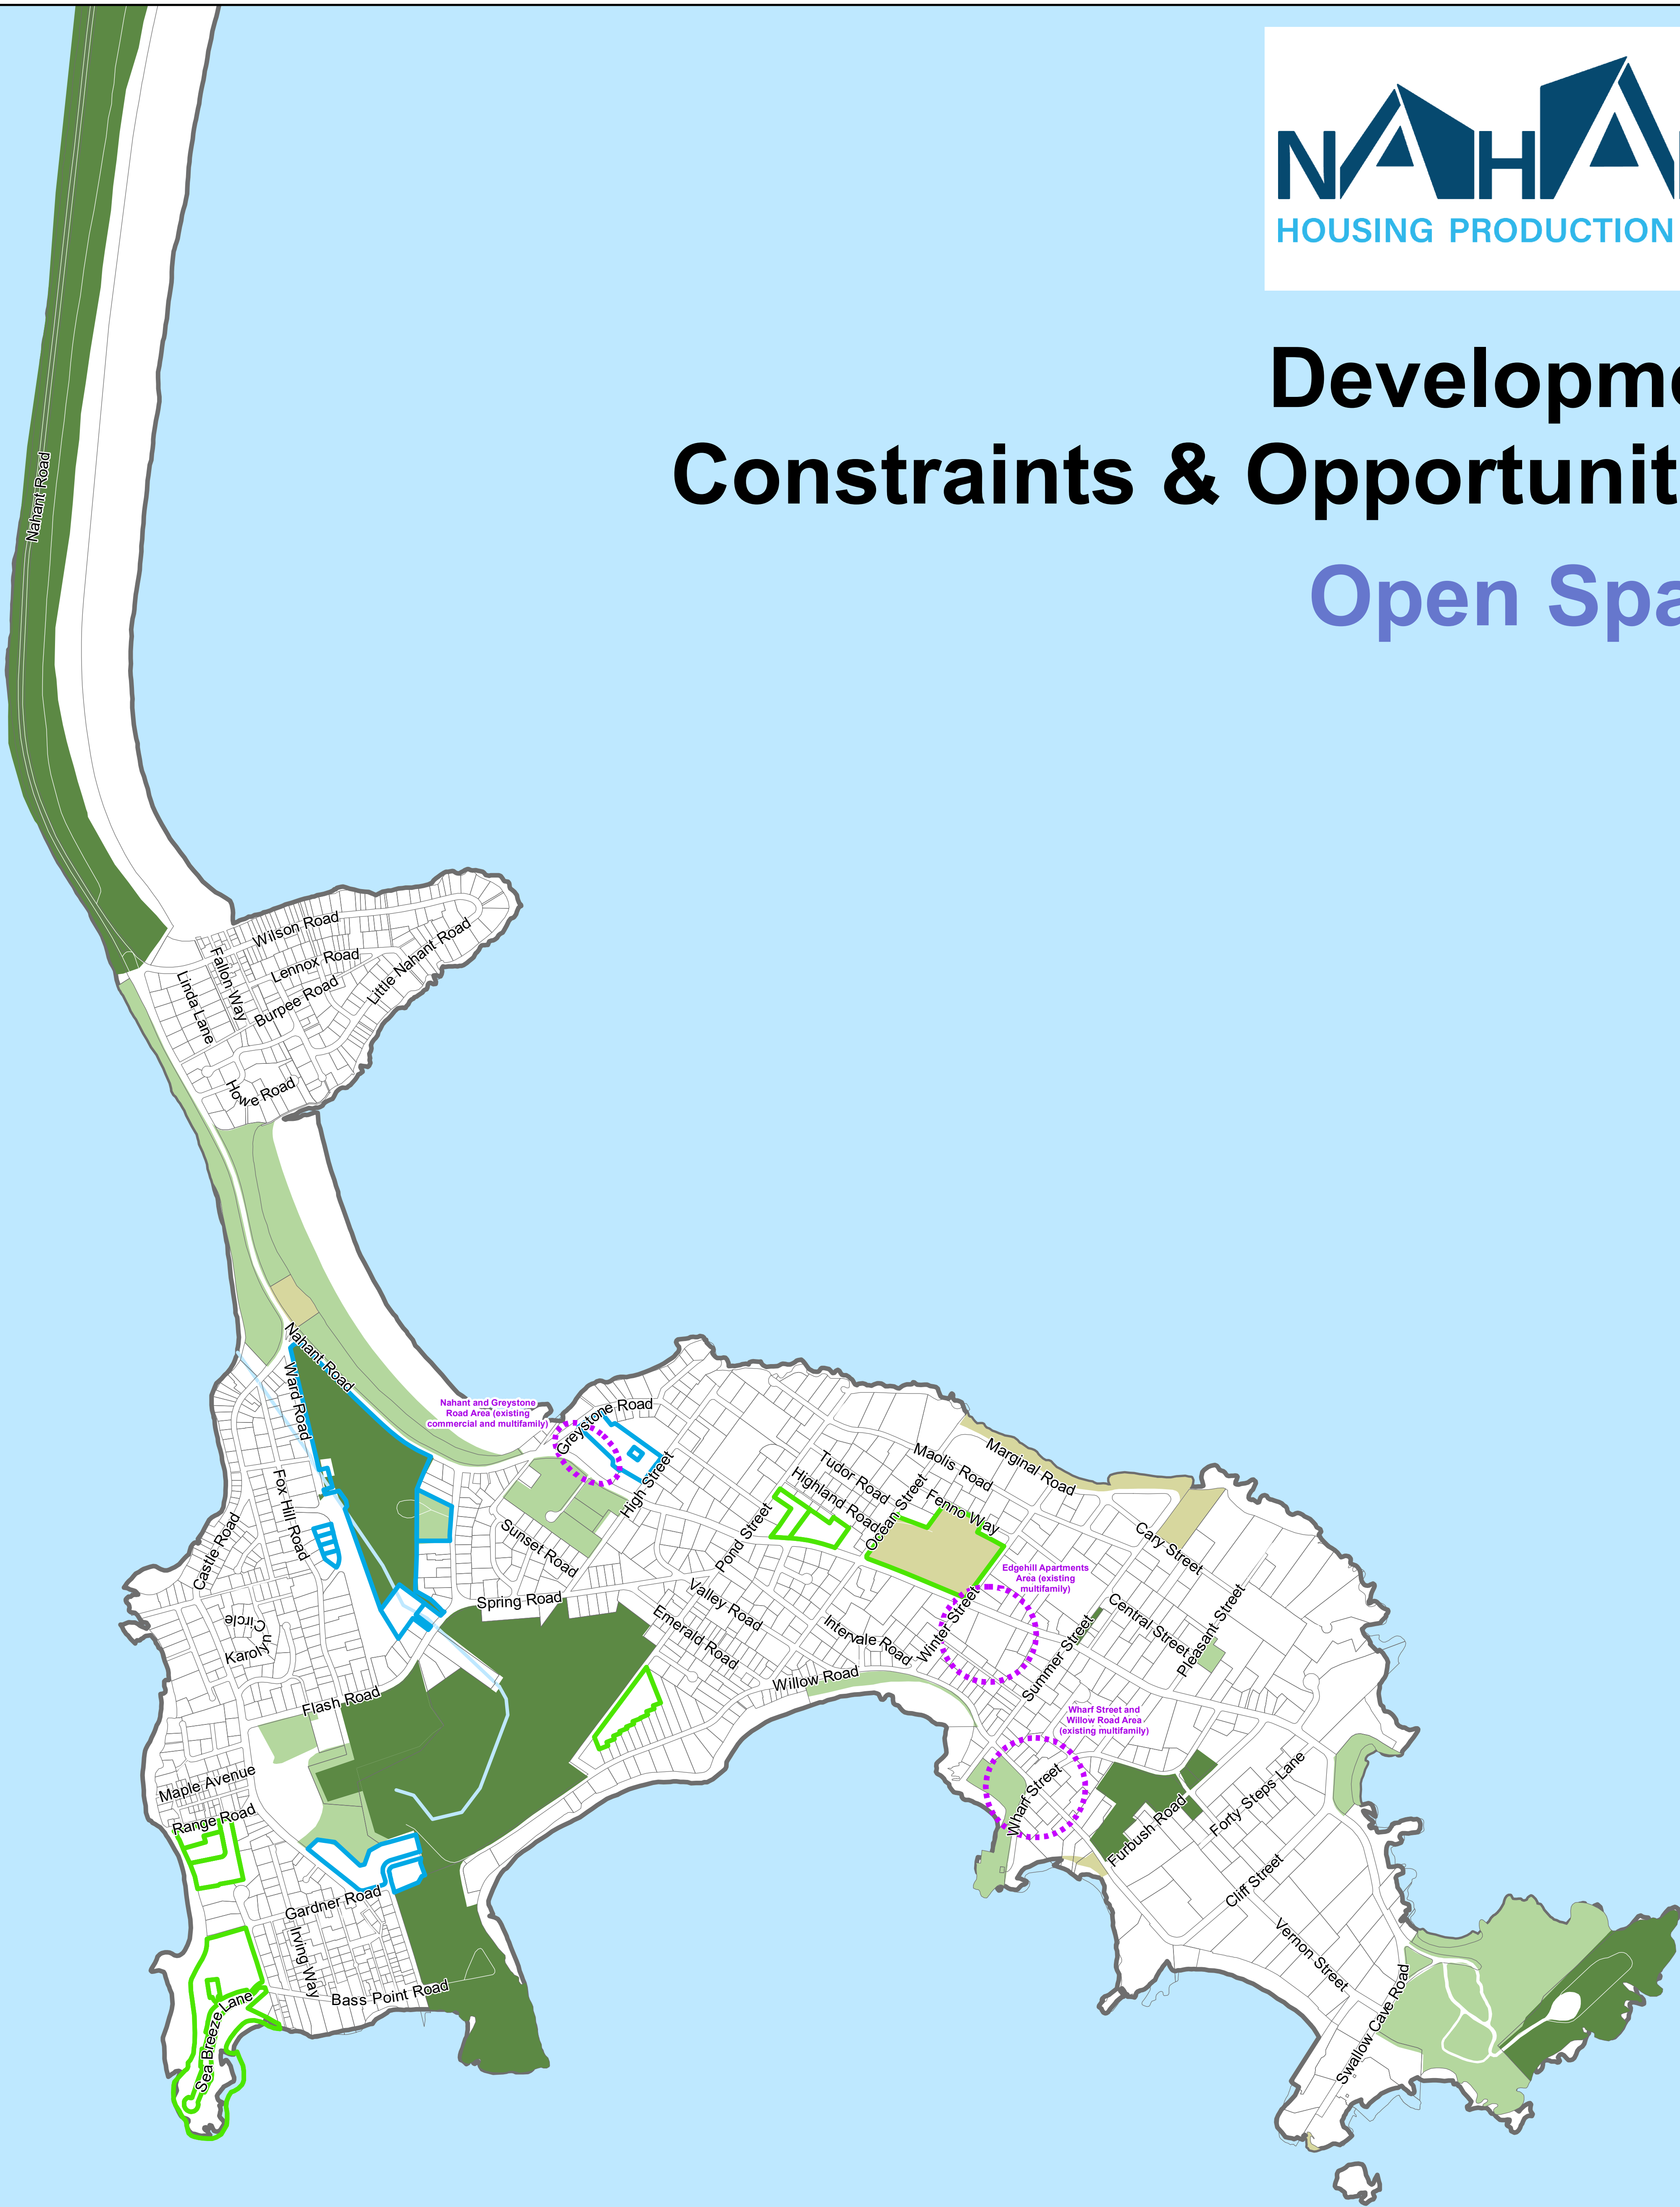 NAHA
HOUSING PRODUCTION
Developme
Constraints & Opportunit
Open Spa
Nahant Road
Wilson Road
Fallon Way
Lennox Road
Little Nahant Road
Linda Lane
Burpee Road
Howe Road
Nahant Road
Ward Road
Nahant and Greystone
Road Area (existing
commercial and multifamily)
Greystone Road
High Street
Fox Hill Road
Castle Road
Sunset Road
Spring Road
Pond Street
Tudor Road
Highland Road
Ocean Street
Maolis Road
Marginal Road
Fenno Way
Cary Street
Edgehill Apartments
Area (existing
multifamily)
Valley Road
Emerald Road
Intervale Road
Winter Street
Willow Road
Summer Street
Central Street
Pleasant Street
Karolyn Circle
Flash Road
Wharf Street and
Willow Road Area
(existing multifamily)
Wharf Street
Maple Avenue
Range Road
Forty Steps Lane
Furbush Road
Gardner Road
Cliff Street
Irving Way
Vernon Street
Bass Point Road
Sea Breeze Lane
Swallow Cave Road